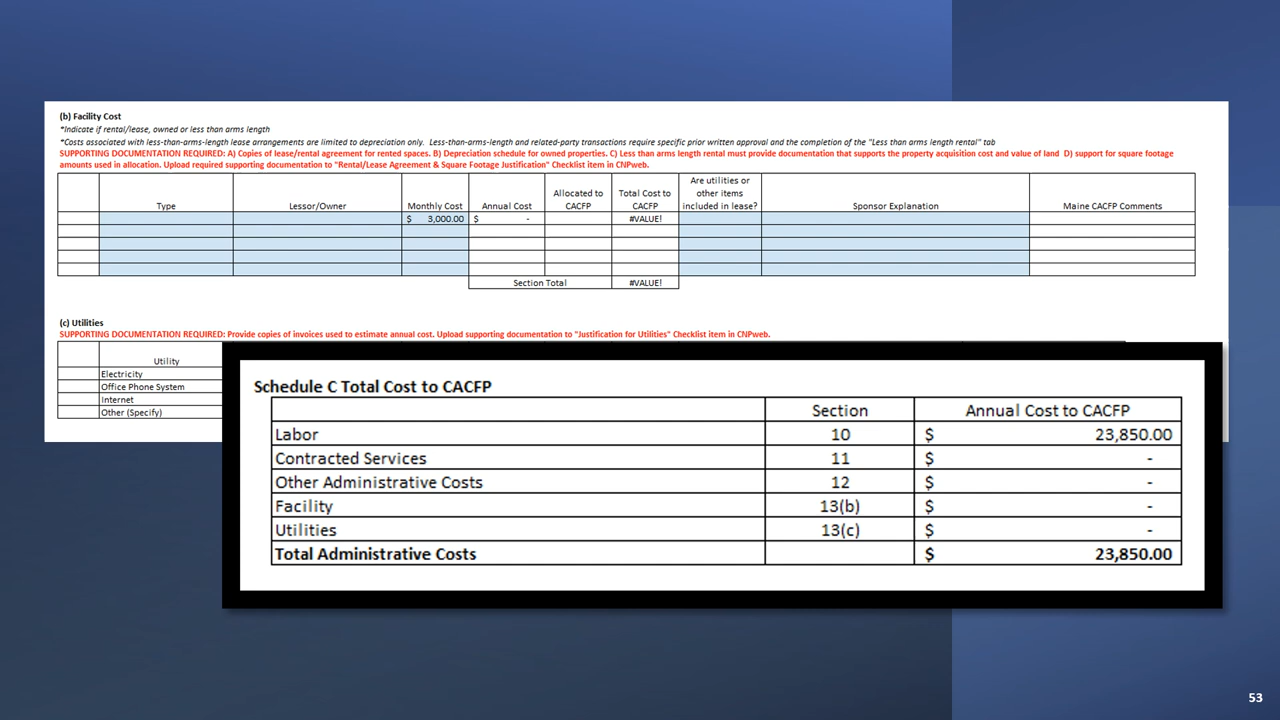 (b) Facility Cost
*Indicate if rental/lease, owned or less than arms length
*Costs associated with less-than-arms-length lease arrangements are limited to depreciation only. Less-than-arms-length and related-party transactions require specific prior written approval and the completion of the "Less than arms length rental" tab
SUPPORTING DOCUMENTATION REQUIRED: A) Copies of lease/rental agreement for rented spaces. B) Depreciation schedule for owned properties. C) Less than arms length rental must provide documentation that supports the property acquisition cost and value of land D) support for square footage
amounts used in allocation. Upload required supporting documentation to "Rental/Lease Agreement & Square Footage Justification" Checklist item in CNPweb.
Type Lessor/Owner Monthly Cost Annual Cost Allocated to CACFP Total Cost to CACFP Are utilities or other items included in lease? Sponsor Explanation Maine CACFP Comments
$ 3,000.00 $ - #VALUE!
Section Total #VALUE!
(c) Utilities
SUPPORTING DOCUMENTATION REQUIRED: Provide copies of invoices used to estimate annual cost. Upload supporting documentation to "Justification for Utilities" Checklist item in CNPweb.
Utility
Electricity
Office Phone System
Internet
Other (Specify)
Schedule C Total Cost to CACFP
Section Annual Cost to CACFP
Labor 10 $ 23,850.00
Contracted Services 11 $ -
Other Administrative Costs 12 $ -
Facility 13(b) $ -
Utilities 13(c) $ -
Total Administrative Costs $ 23,850.00
53